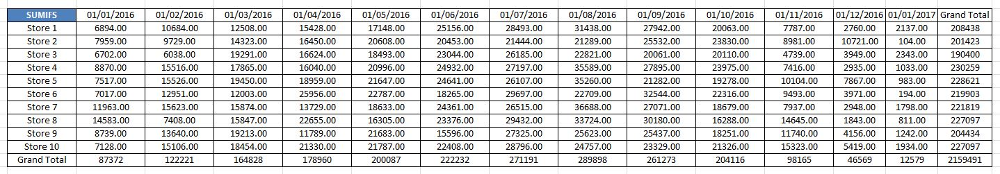 SUMIFS 01/01/2016 01/02/2016 01/03/2016 01/04/2016 01/05/2016 01/06/2016 01/07/2016 01/08/2016 01/09/2016 01/10/2016 01/11/2016 01/12/2016 01/01/2017 Grand Total
Store 1 6894.00 10684.00 12508.00 15428.00 17148.00 25156.00 28493.00 31438.00 27942.00 20063.00 7787.00 2760.00 2137.00 208438
Store 2 7959.00 9729.00 14323.00 16450.00 20608.00 20453.00 21444.00 21289.00 25532.00 23830.00 8981.00 10721.00 104.00 201423
Store 3 6702.00 6038.00 19291.00 16624.00 18493.00 23044.00 26185.00 22821.00 20061.00 20110.00 4739.00 3949.00 2343.00 190400
Store 4 8870.00 15516.00 17865.00 16040.00 20996.00 24932.00 27197.00 35589.00 27895.00 23975.00 7416.00 2935.00 1033.00 230259
Store 5 7517.00 15526.00 19450.00 18959.00 21647.00 24641.00 26107.00 35260.00 21282.00 19278.00 10104.00 7867.00 983.00 228621
Store 6 7017.00 12951.00 12003.00 25956.00 22787.00 18265.00 29697.00 22709.00 32544.00 22316.00 9493.00 3971.00 194.00 219903
Store 7 11963.00 15623.00 15874.00 13729.00 18633.00 24361.00 26515.00 36688.00 27071.00 18679.00 7937.00 2948.00 1798.00 221819
Store 8 14583.00 7408.00 15847.00 22655.00 16305.00 23376.00 29432.00 33724.00 30180.00 16288.00 14645.00 1843.00 811.00 227097
Store 9 8739.00 13640.00 19213.00 11789.00 21683.00 15596.00 27325.00 25623.00 25437.00 18251.00 11740.00 4156.00 1242.00 204434
Store 10 7128.00 15106.00 18454.00 21330.00 21787.00 22408.00 28796.00 24757.00 23329.00 21326.00 15323.00 5419.00 1934.00 227097
Grand Total 87372 122221 164828 178960 200087 222232 271191 289898 261273 204116 98165 46569 12579 2159491